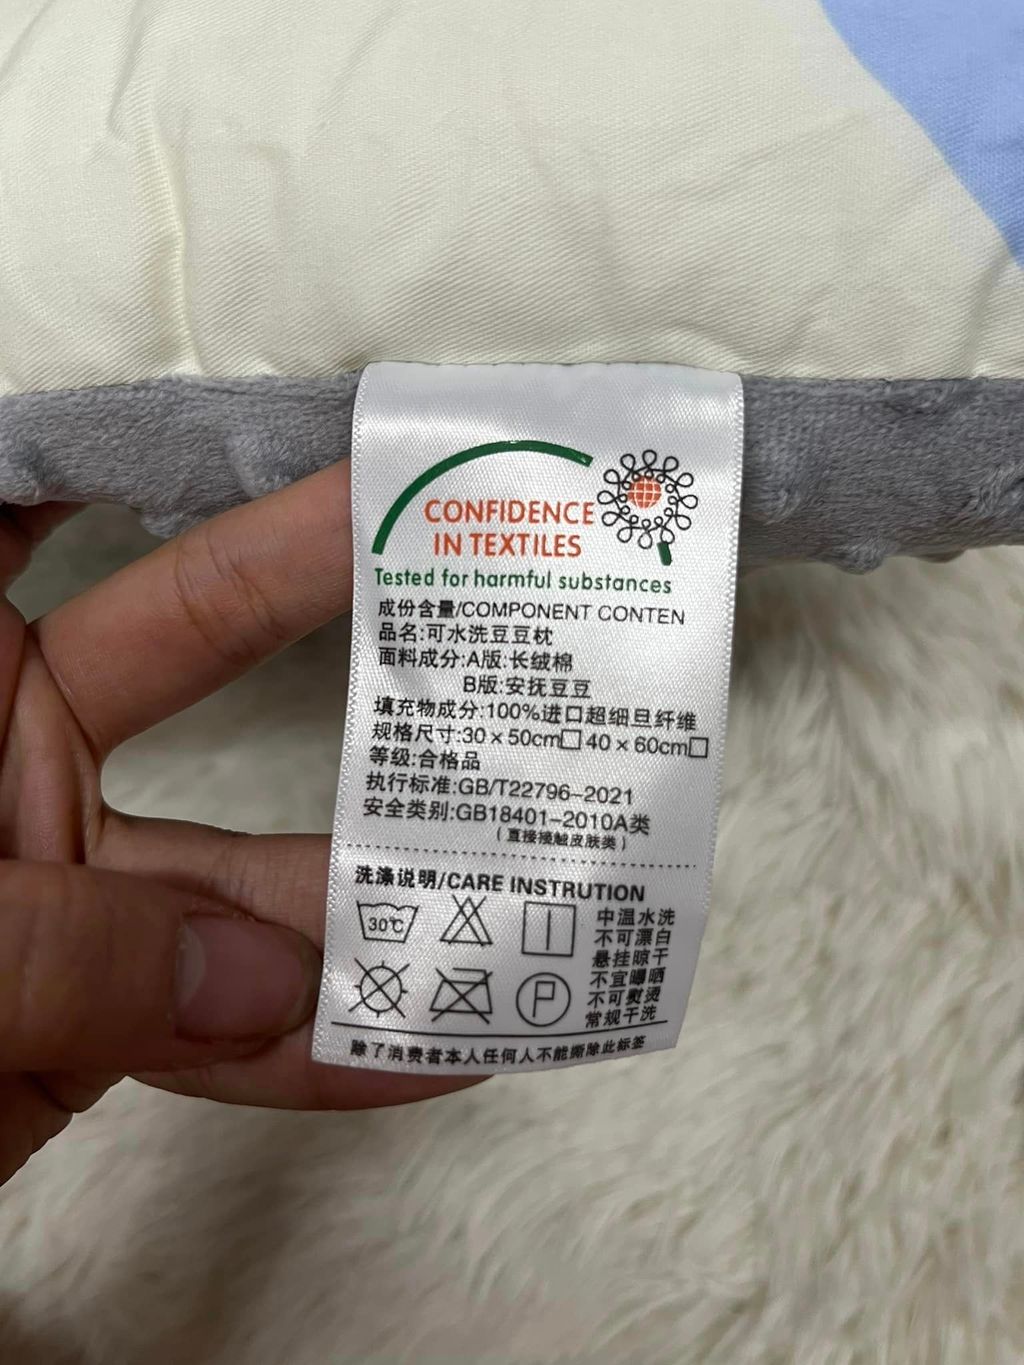 CONFIDENCE
IN TEXTILES
Tested for harmful substances
成份含量/COMPONENT CONTEN
品名:可水洗豆豆枕
面料成分:A版:长绒棉
B版:安抚豆豆
填充物成分:100%进口超细旦纤维
规格尺寸:30×50cm□ 40×60cm□
等级:合格品
执行标准:GB/T22796-2021
安全类别:GB18401-2010A类
(直接接触皮肤类)
洗涤说明/CARE INSTRUTION
30℃
中温水洗
不可漂白
悬挂晾干
不宜曝晒
P
不可熨烫
常规干洗
除了消费者本人任何人不能撕除此标签